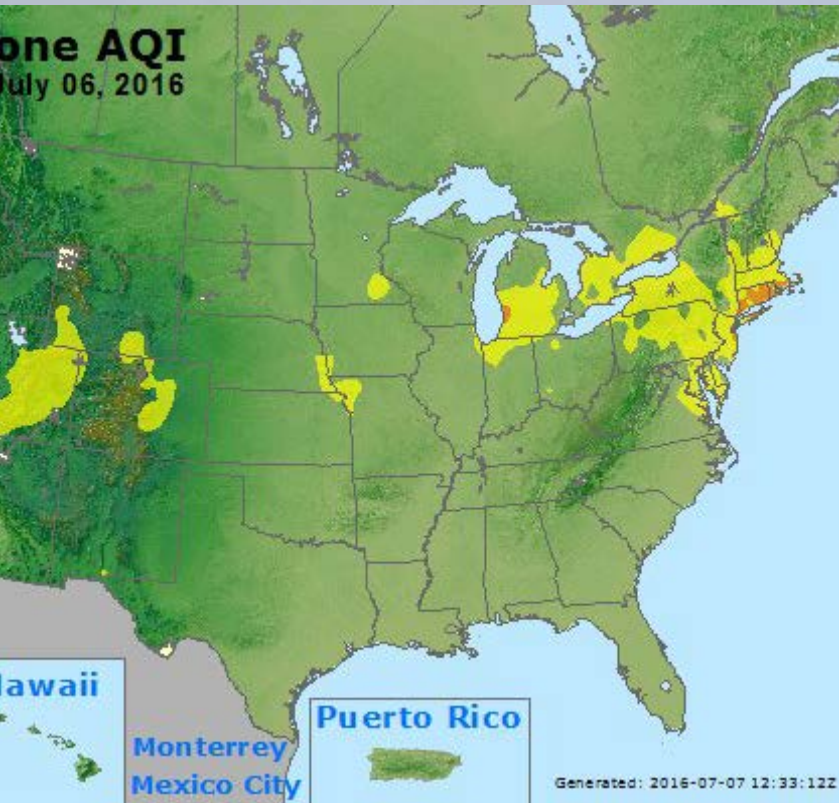 one AQI
July 06, 2016
Hawaii
Puerto Rico
Monterrey
Mexico City
Generated: 2016-07-07 12:33:12Z